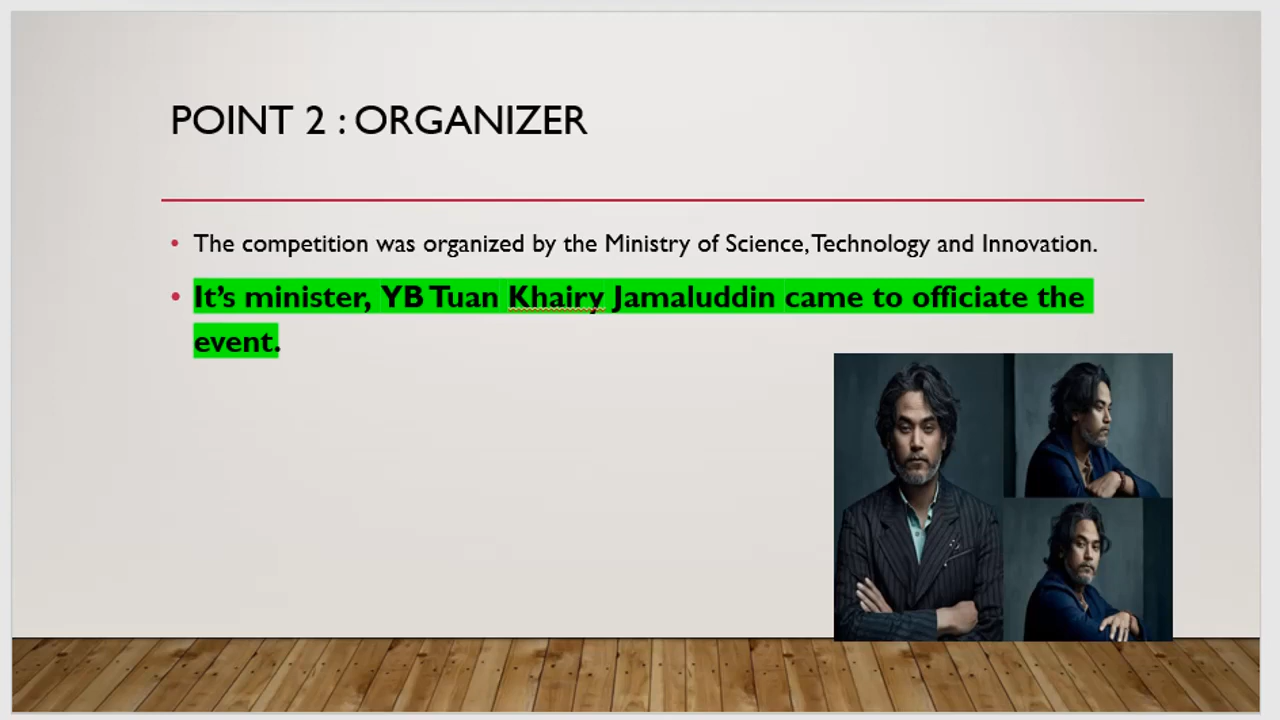 POINT 2 : ORGANIZER
• The competition was organized by the Ministry of Science, Technology and Innovation.
• It’s minister, YB Tuan Khairy Jamaluddin came to officiate the
event.